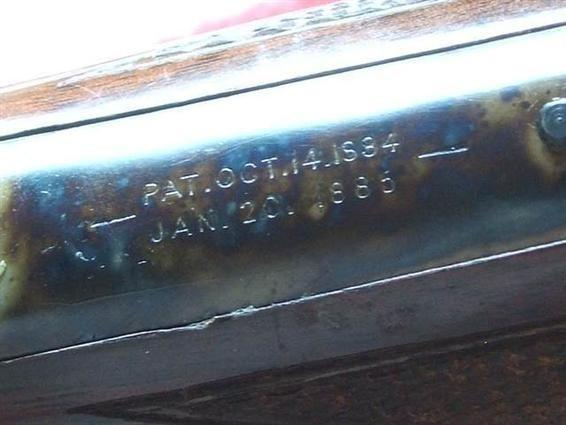 — PAT. OCT. 14. 1884 —
JAN. 20. 1885